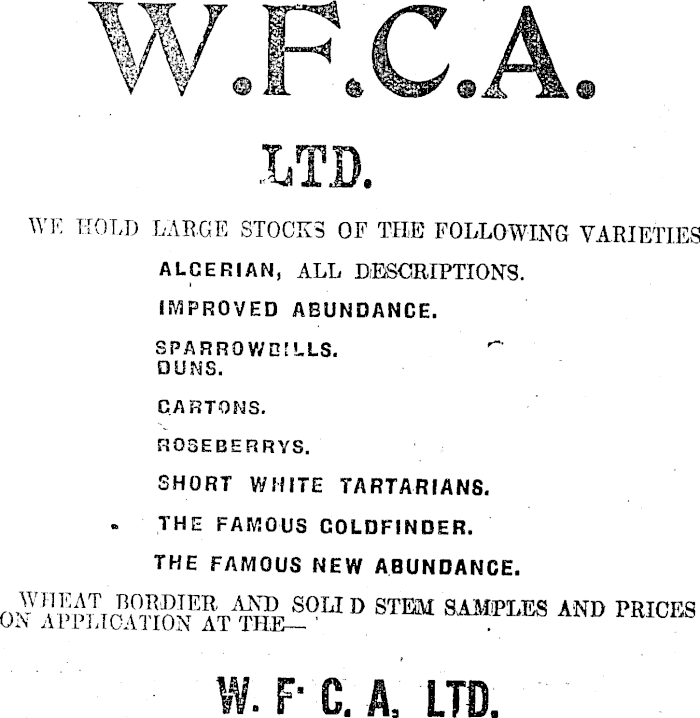 W.F.C.A.
LTD.
WE HOLD LARGE STOCKS OF THE FOLLOWING VARIETIES
ALGERIAN, ALL DESCRIPTIONS.
IMPROVED ABUNDANCE.
SPARROWBILLS.
DUNS.
CARTONS.
ROSEBERRYS.
SHORT WHITE TARTARIANS.
THE FAMOUS GOLDFINDER.
THE FAMOUS NEW ABUNDANCE.
WHEAT BORDIER AND SOLI D STEM SAMPLES AND PRICES
ON APPLICATION AT THE—
W. F. C. A, LTD.